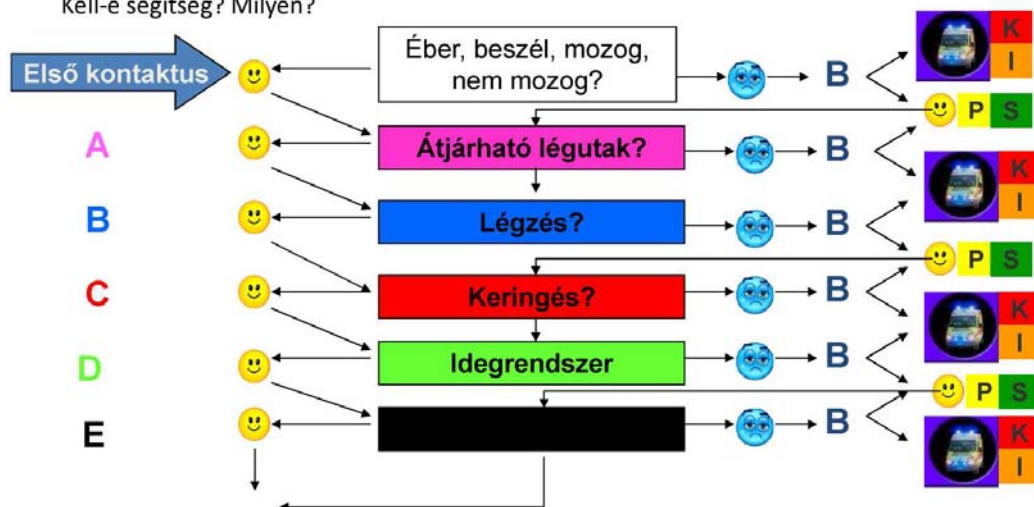 Kell-e segítség? Milyen?
Első kontaktus
Éber, beszél, mozog,
nem mozog?
B
K
I
P S
A
Átjárható légutak?
B
K
I
B
Légzés?
B
P S
C
Keringés?
B
K
I
D
Idegrendszer
B
P S
E
B
K
I